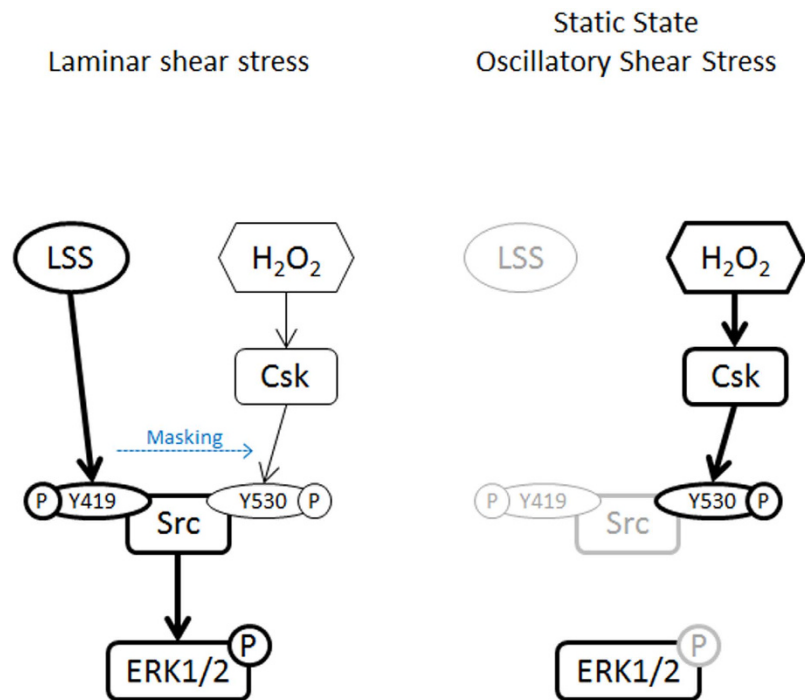 Laminar shear stress
Static State
Oscillatory Shear Stress
LSS
H₂O₂
Csk
Masking
P
Y419
Y530
P
Src
P
ERK1/2
LSS
H₂O₂
Csk
P
Y419
Y530
P
Src
P
ERK1/2